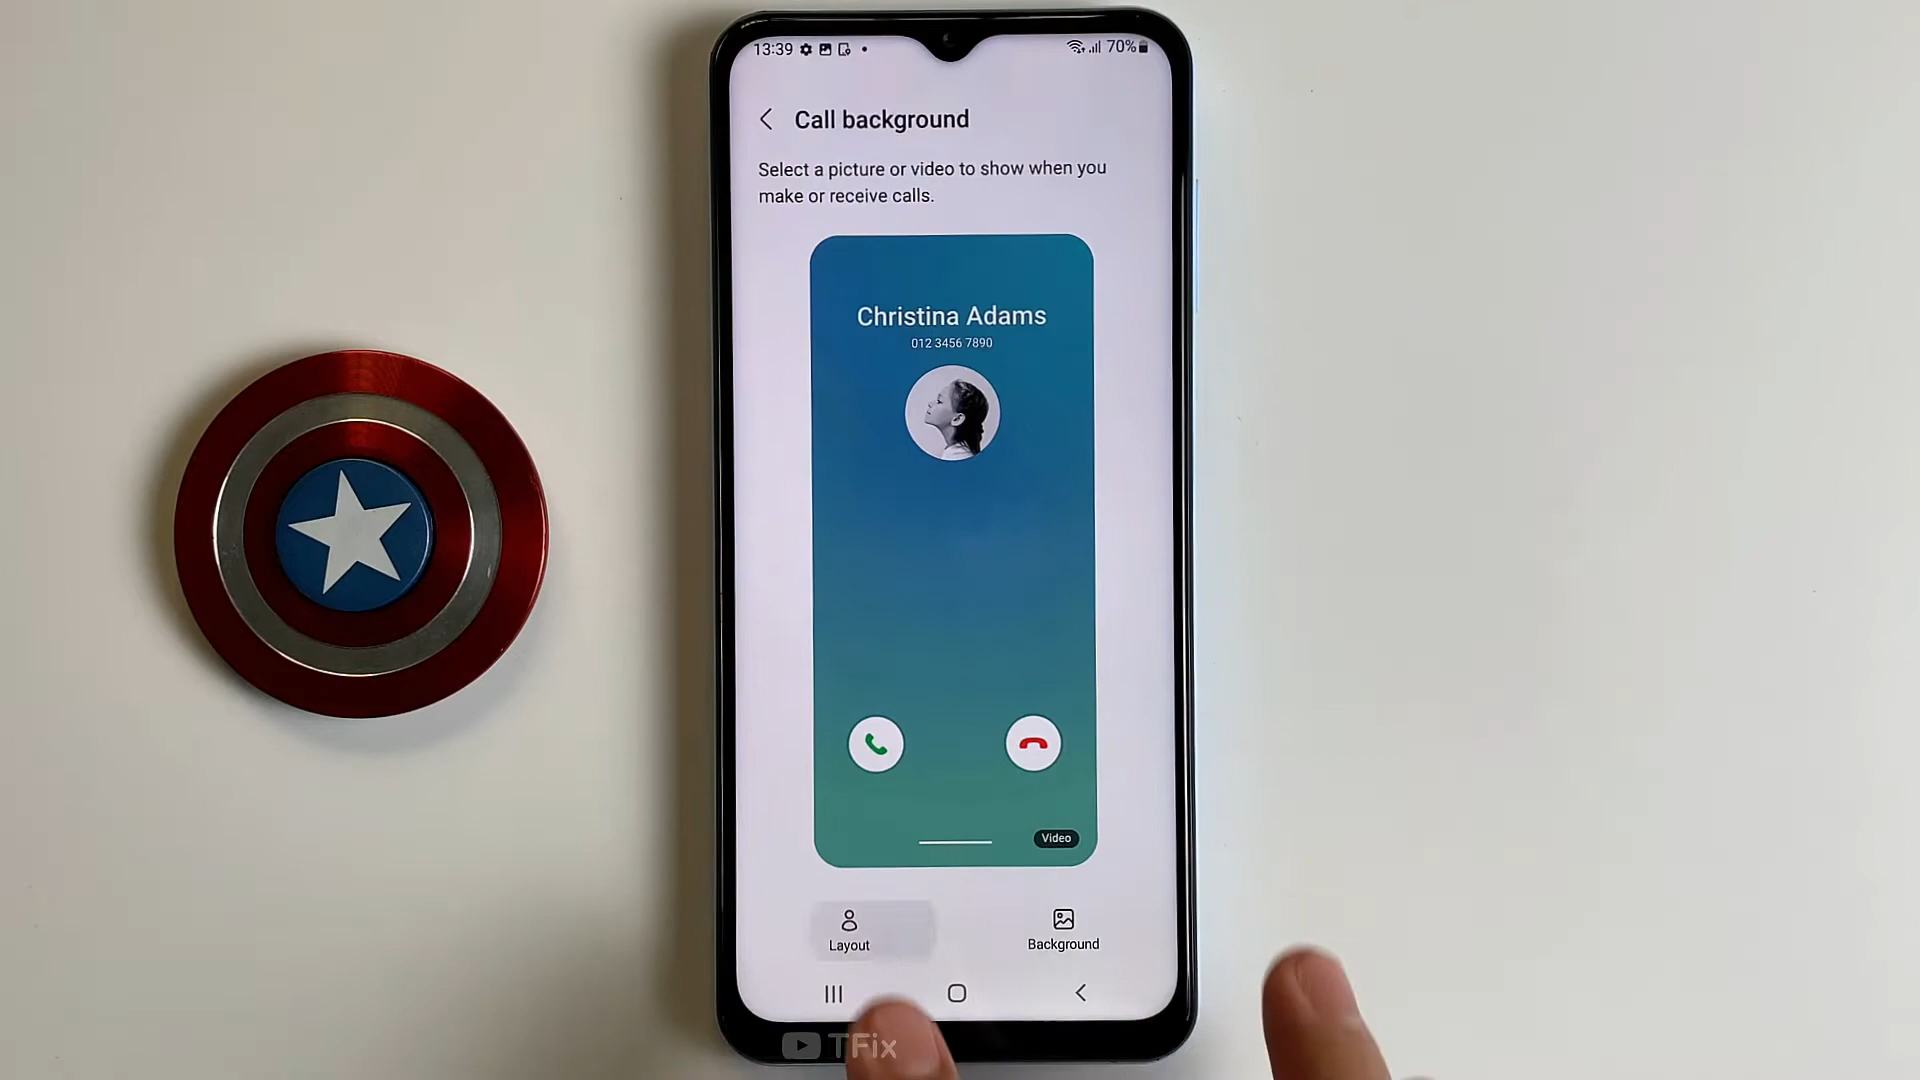 13:39
70%
Call background
Select a picture or video to show when you
make or receive calls.
Christina Adams
012 3456 7890
Video
Layout
Background
TFix